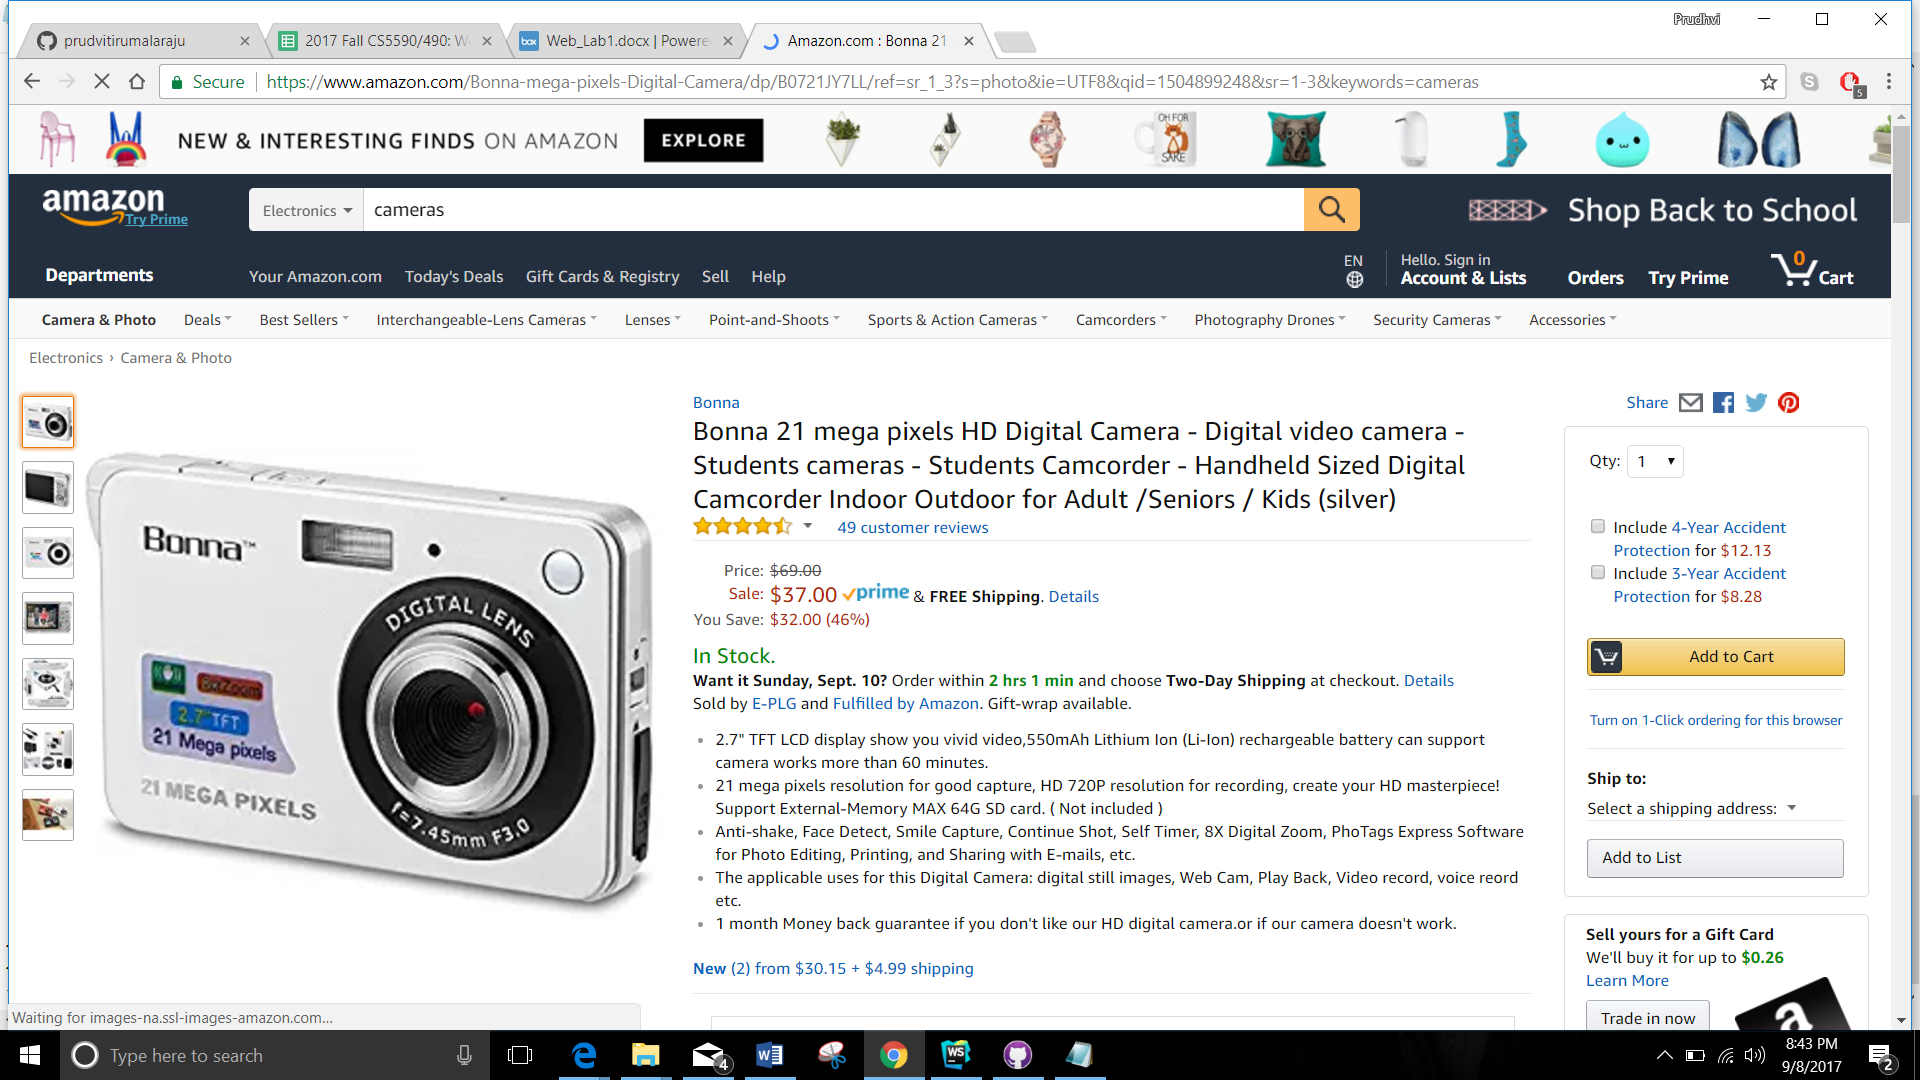 Prudhvi
prudvitirumalaraju
2017 Fall CS5590/490: W
Web_Lab1.docx | Powere
Amazon.com : Bonna 21
Secure
https://www.amazon.com/Bonna-mega-pixels-Digital-Camera/dp/B0721JY7LL/ref=sr_1_3?s=photo&ie=UTF8&qid=1504899248&sr=1-3&keywords=cameras
5
NEW & INTERESTING FINDS ON AMAZON
EXPLORE
OH FOR
SAKE
amazon
Try Prime
Electronics
cameras
Shop Back to School
Departments
Your Amazon.com
Today's Deals
Gift Cards & Registry
Sell
Help
EN
Hello. Sign in
Account & Lists
Orders
Try Prime
0
Cart
Camera & Photo
Deals
Best Sellers
Interchangeable-Lens Cameras
Lenses
Point-and-Shoots
Sports & Action Cameras
Camcorders
Photography Drones
Security Cameras
Accessories
Electronics › Camera & Photo
Bonna™
DIGITAL LENS
8xZoom
2.7"TFT
21 Mega pixels
21 MEGA PIXELS
f=7.45mm F3.0
Bonna
Bonna 21 mega pixels HD Digital Camera - Digital video camera -
Students cameras - Students Camcorder - Handheld Sized Digital
Camcorder Indoor Outdoor for Adult /Seniors / Kids (silver)
49 customer reviews
Price: $69.00
Sale: $37.00 prime & FREE Shipping. Details
You Save: $32.00 (46%)
In Stock.
Want it Sunday, Sept. 10? Order within 2 hrs 1 min and choose Two-Day Shipping at checkout. Details
Sold by E-PLG and Fulfilled by Amazon. Gift-wrap available.
2.7" TFT LCD display show you vivid video,550mAh Lithium Ion (Li-Ion) rechargeable battery can support
camera works more than 60 minutes.
21 mega pixels resolution for good capture, HD 720P resolution for recording, create your HD masterpiece!
Support External-Memory MAX 64G SD card. ( Not included )
Anti-shake, Face Detect, Smile Capture, Continue Shot, Self Timer, 8X Digital Zoom, PhoTags Express Software
for Photo Editing, Printing, and Sharing with E-mails, etc.
The applicable uses for this Digital Camera: digital still images, Web Cam, Play Back, Video record, voice reord
etc.
1 month Money back guarantee if you don't like our HD digital camera.or if our camera doesn't work.
New (2) from $30.15 + $4.99 shipping
Share
Qty: 1
Include 4-Year Accident
Protection for $12.13
Include 3-Year Accident
Protection for $8.28
Add to Cart
Turn on 1-Click ordering for this browser
Ship to:
Select a shipping address:
Add to List
Sell yours for a Gift Card
We'll buy it for up to $0.26
Learn More
Trade in now
a
Waiting for images-na.ssl-images-amazon.com...
Type here to search
4
WS
8:43 PM
9/8/2017
2